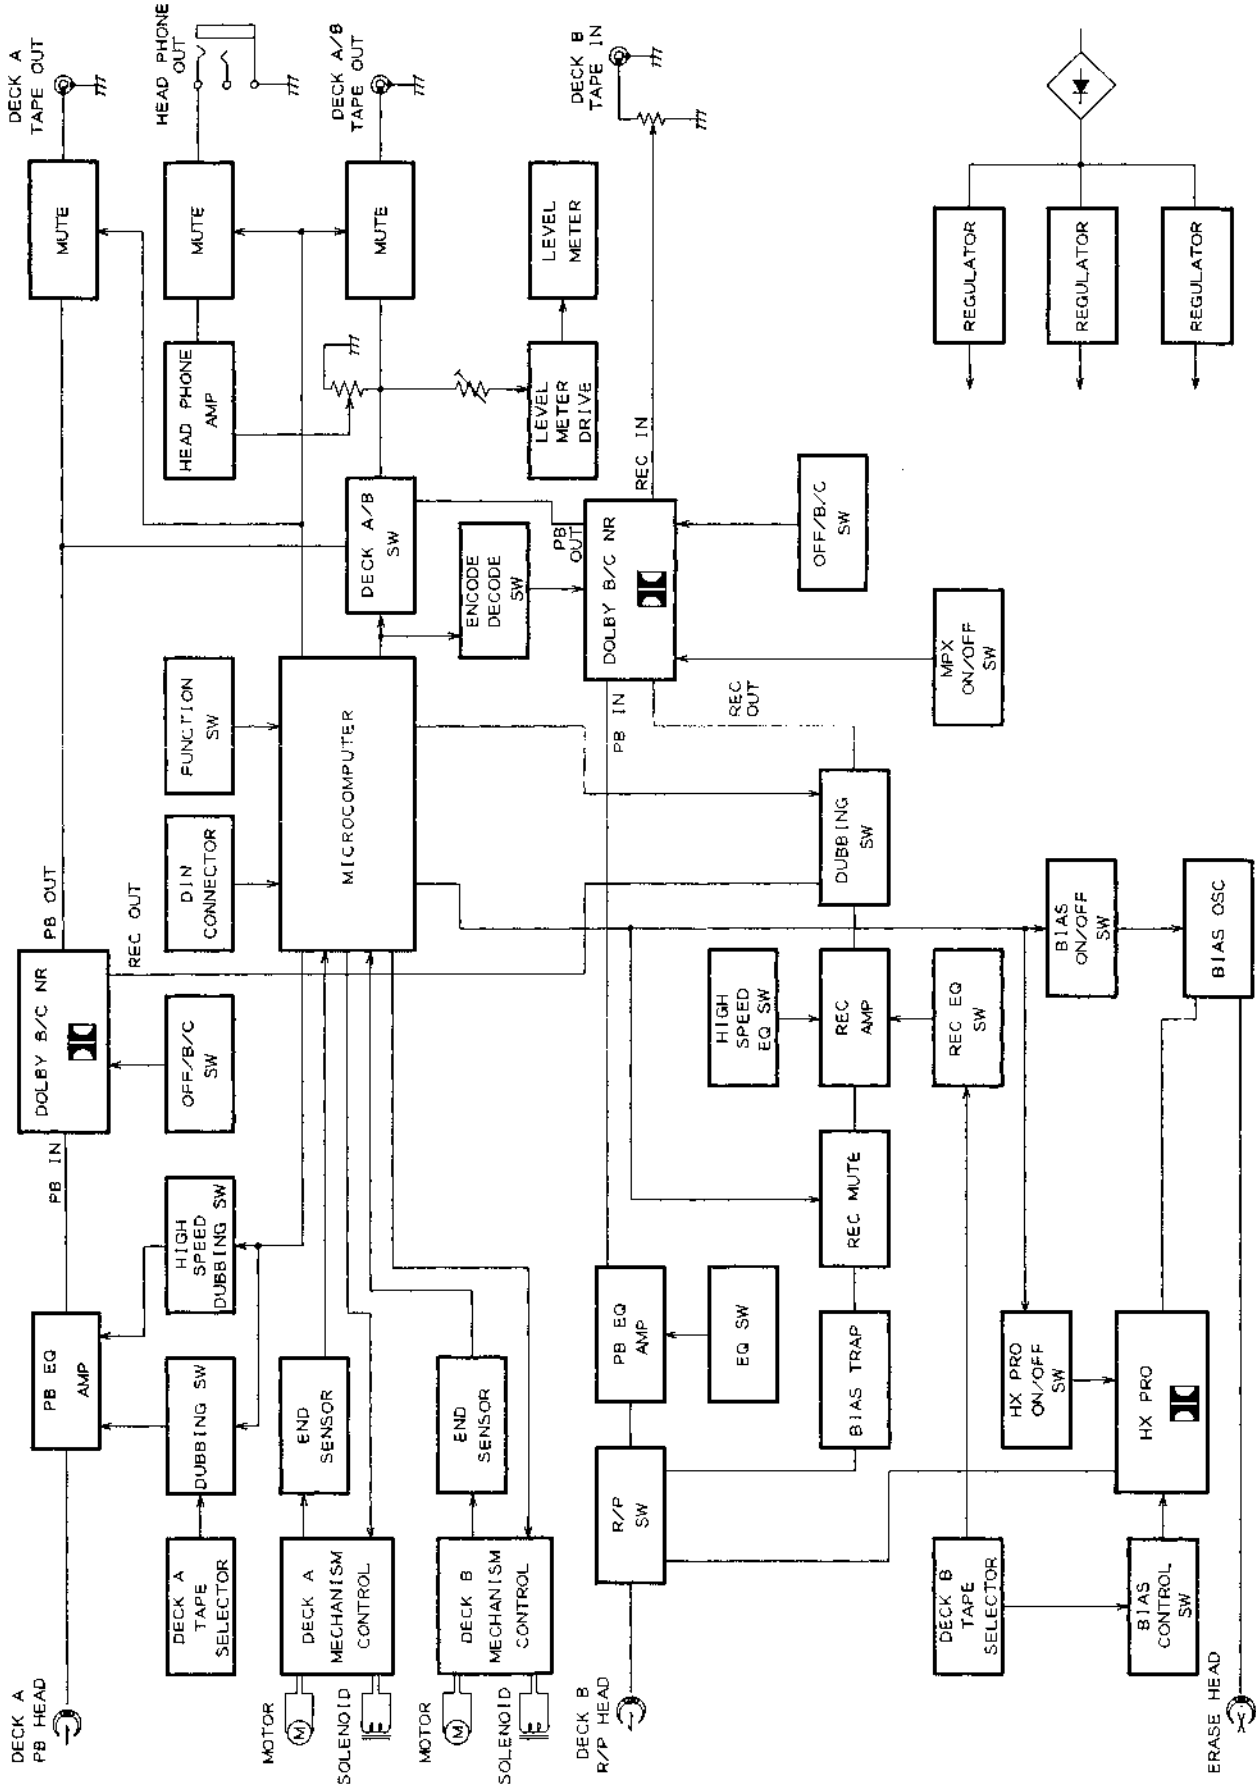 DECK A
PB HEAD
PB EQ
AMP
PB IN
DOLBY B/C NR
PB OUT
REC OUT
MUTE
DECK A
TAPE OUT
DECK A
TAPE
SELECTOR
DUBBING SW
HIGH
SPEED
DUBBING SW
OFF/B/C
SW
DIN
CONNECTOR
FUNCTION
SW
HEAD PHONE
AMP
MUTE
HEAD PHONE
OUT
MOTOR
M
SOLENOID
DECK A
MECHANISM
CONTROL
END
SENSOR
MICROCOMPUTER
DECK A/B
SW
MUTE
DECK A/B
TAPE OUT
MOTOR
M
SOLENOID
DECK B
MECHANISM
CONTROL
END
SENSOR
ENCODE
DECODE
SW
LEVEL
METER
DRIVE
LEVEL
METER
DECK B
R/P HEAD
R/P
SW
PB EQ
AMP
PB IN
DOLBY B/C NR
PB
OUT
REC IN
DECK B
TAPE IN
EQ SW
HIGH
SPEED
EQ SW
REC
OUT
BIAS TRAP
REC MUTE
REC
AMP
DUBBING
SW
OFF/B/C
SW
DECK B
TAPE
SELECTOR
REC EQ
SW
MPX
ON/OFF
SW
REGULATOR
HX PRO
ON/OFF
SW
BIAS
ON/OFF
SW
REGULATOR
BIAS
CONTROL
SW
HX PRO
BIAS OSC
REGULATOR
ERASE HEAD